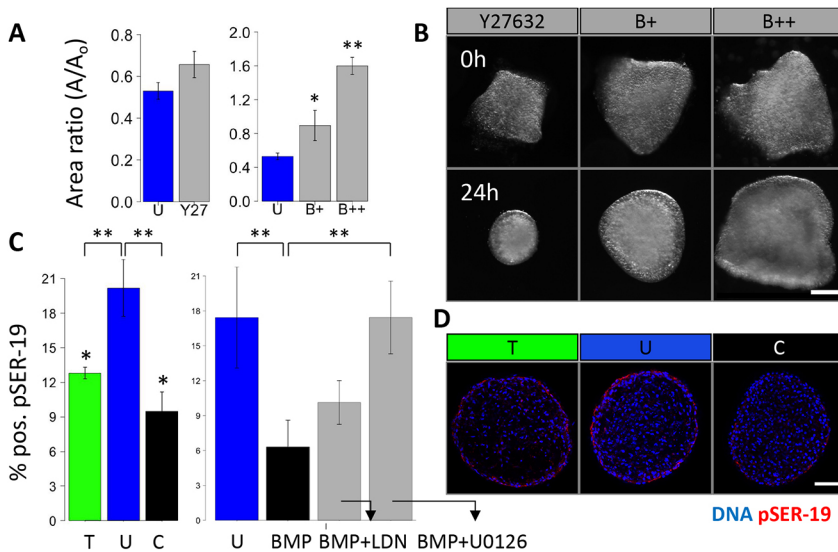 A
Area ratio (A/Aₒ)
0.8
0.6
0.4
0.2
0.0
U Y27
2.0
1.6
1.2
0.8
0.4
0.0
*
**
U B+ B++
B
Y27632 B+ B++
0h
24h
C
% pos. pSER-19
** **
21
18
15
12
9
6
3
0
*
*
T U C
** **
21
18
15
12
9
6
3
0
U BMP BMP+LDN BMP+U0126
D
T U C
DNA pSER-19